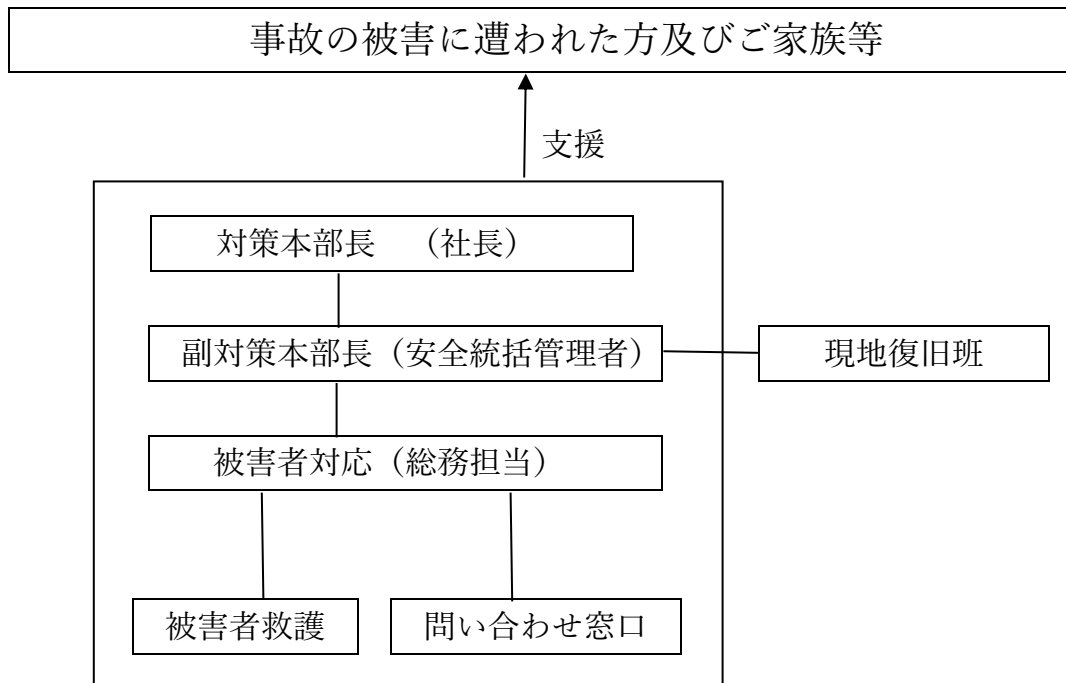 事故の被害に遭われた方及びご家族等
支援
対策本部長　（社長）
副対策本部長（安全統括管理者）
現地復旧班
被害者対応（総務担当）
被害者救護
問い合わせ窓口